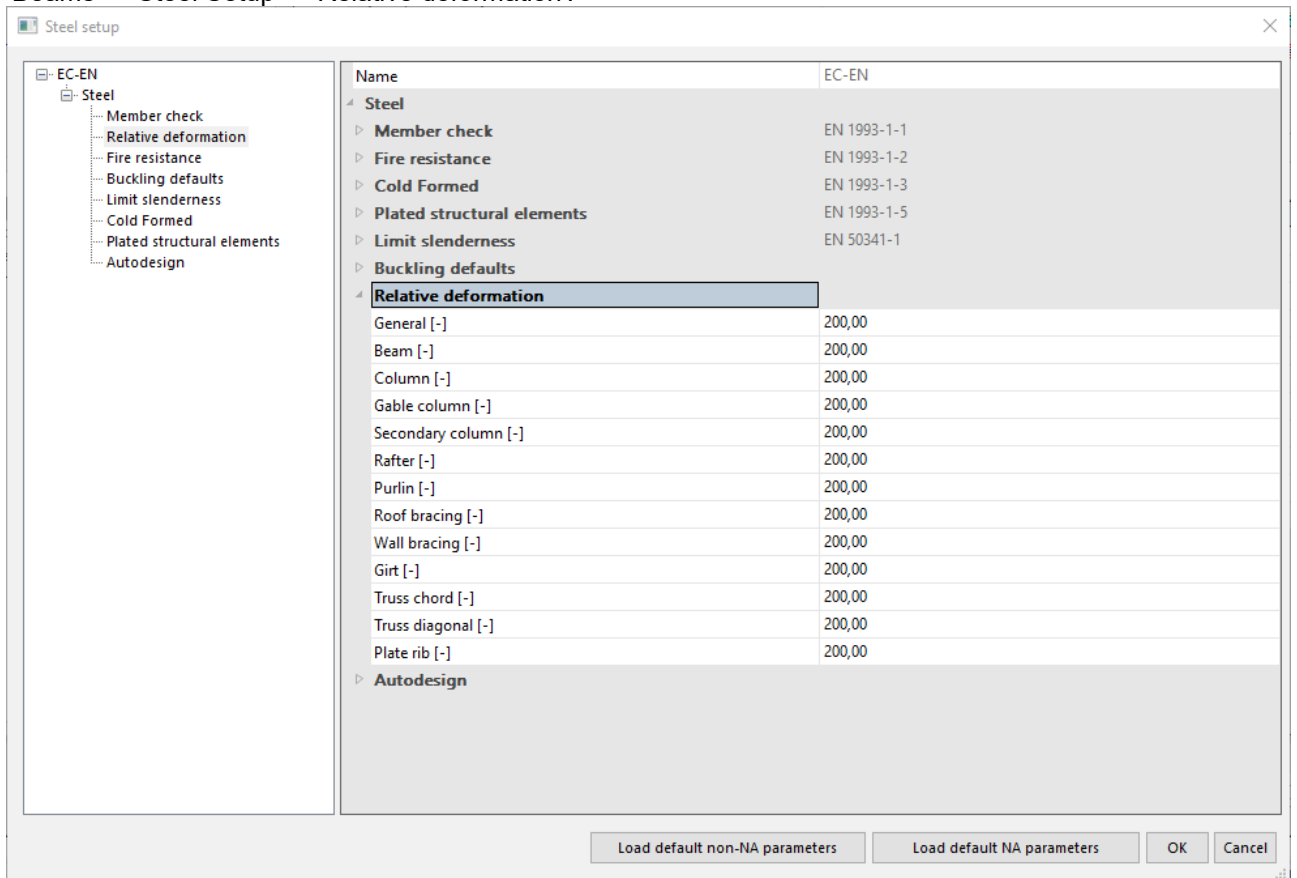 Beams Steel Setup Relative deformation.
Steel setup
EC-EN
Steel
Member check
Relative deformation
Fire resistance
Buckling defaults
Limit slenderness
Cold Formed
Plated structural elements
Autodesign
Name EC-EN
Steel
Member check EN 1993-1-1
Fire resistance EN 1993-1-2
Cold Formed EN 1993-1-3
Plated structural elements EN 1993-1-5
Limit slenderness EN 50341-1
Buckling defaults
Relative deformation
General [-] 200,00
Beam [-] 200,00
Column [-] 200,00
Gable column [-] 200,00
Secondary column [-] 200,00
Rafter [-] 200,00
Purlin [-] 200,00
Roof bracing [-] 200,00
Wall bracing [-] 200,00
Girt [-] 200,00
Truss chord [-] 200,00
Truss diagonal [-] 200,00
Plate rib [-] 200,00
Autodesign
Load default non-NA parameters Load default NA parameters OK Cancel